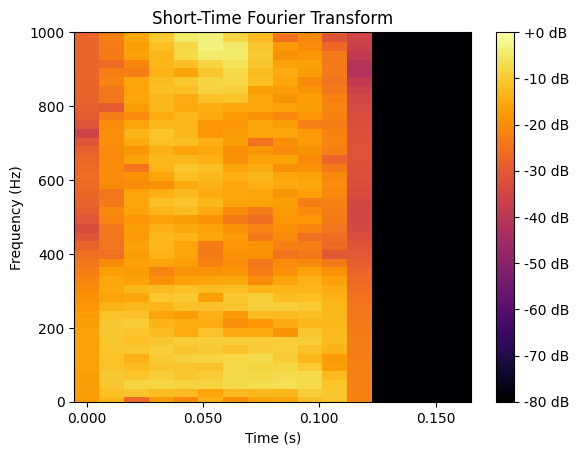 Short-Time Fourier Transform
1000
800
600
400
200
0
Frequency (Hz)
0.000
0.050
0.100
0.150
Time (s)
+0 dB
-10 dB
-20 dB
-30 dB
-40 dB
-50 dB
-60 dB
-70 dB
-80 dB